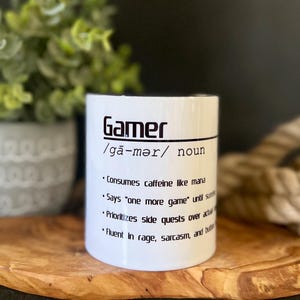 Gamer
/gā-mər/ noun
• Consumes caffeine like mana
• Says "one more game" until
• Prioritizes side quests over actual
• Fluent in rage, sarcasm, and